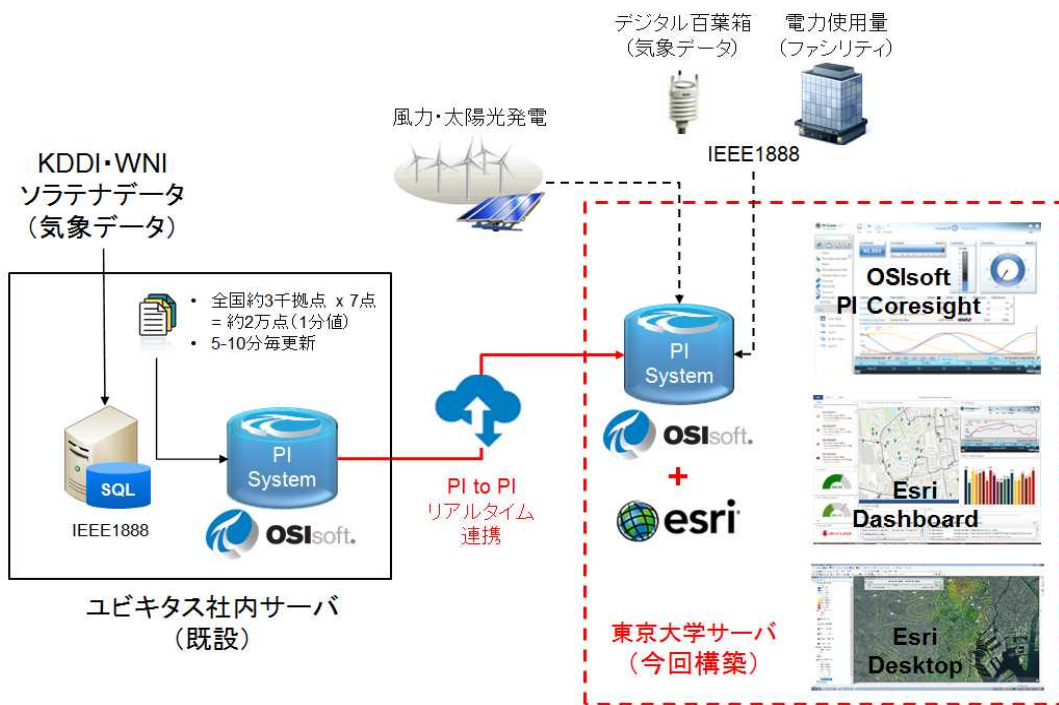 デジタル百葉箱
(気象データ)
電力使用量
(ファシリティ)
風力・太陽光発電
IEEE1888
KDDI・WNI
ソラテナデータ
(気象データ)
• 全国約3千拠点 x 7点
= 約2万点(1分値)
• 5-10分毎更新
SQL
IEEE1888
PI
System
OSIsoft.
ユビキタス社内サーバ
(既設)
PI to PI
リアルタイム
連携
PI
System
OSIsoft.
+
esri
東京大学サーバ
(今回構築)
OSIsoft
PI Coresight
Esri
Dashboard
Esri
Desktop